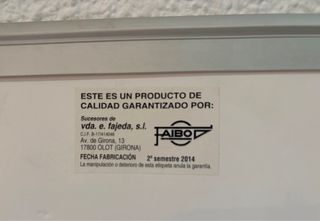 ESTE ES UN PRODUCTO DE
CALIDAD GARANTIZADO POR:
Sucesores de
vda. e. fajeda, s.l.
Av. de Girona, 13
17800 OLOT (GIRONA)
FAIBO
FECHA FABRICACIÓN 2º semestre 2014
La manipulación o deterioro de esta etiqueta anula la garantía.